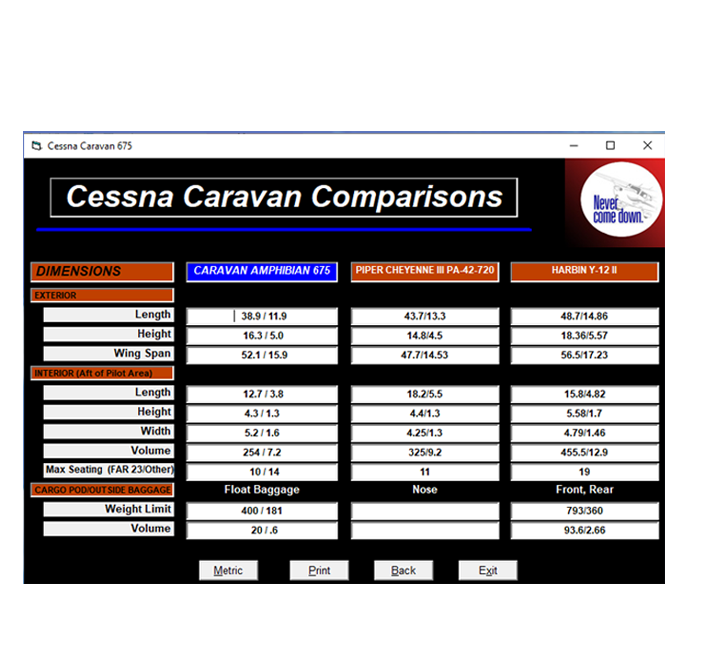 Cessna Caravan 675
Cessna Caravan Comparisons
Never
come down.
DIMENSIONS CARAVAN AMPHIBIAN 675 PIPER CHEYENNE III PA-42-720 HARBIN Y-12 II
EXTERIOR
Length 38.9 / 11.9 43.7/13.3 48.7/14.86
Height 16.3 / 5.0 14.8/4.5 18.36/5.57
Wing Span 52.1 / 15.9 47.7/14.53 56.5/17.23
INTERIOR (Aft of Pilot Area)
Length 12.7 / 3.8 18.2/5.5 15.8/4.82
Height 4.3 / 1.3 4.4/1.3 5.58/1.7
Width 5.2 / 1.6 4.25/1.3 4.79/1.46
Volume 254 / 7.2 325/9.2 455.5/12.9
Max Seating (FAR 23/Other) 10 / 14 11 19
CARGO POD/OUTSIDE BAGGAGE Float Baggage Nose Front, Rear
Weight Limit 400 / 181 793/360
Volume 20 / .6 93.6/2.66
Metric Print Back Exit